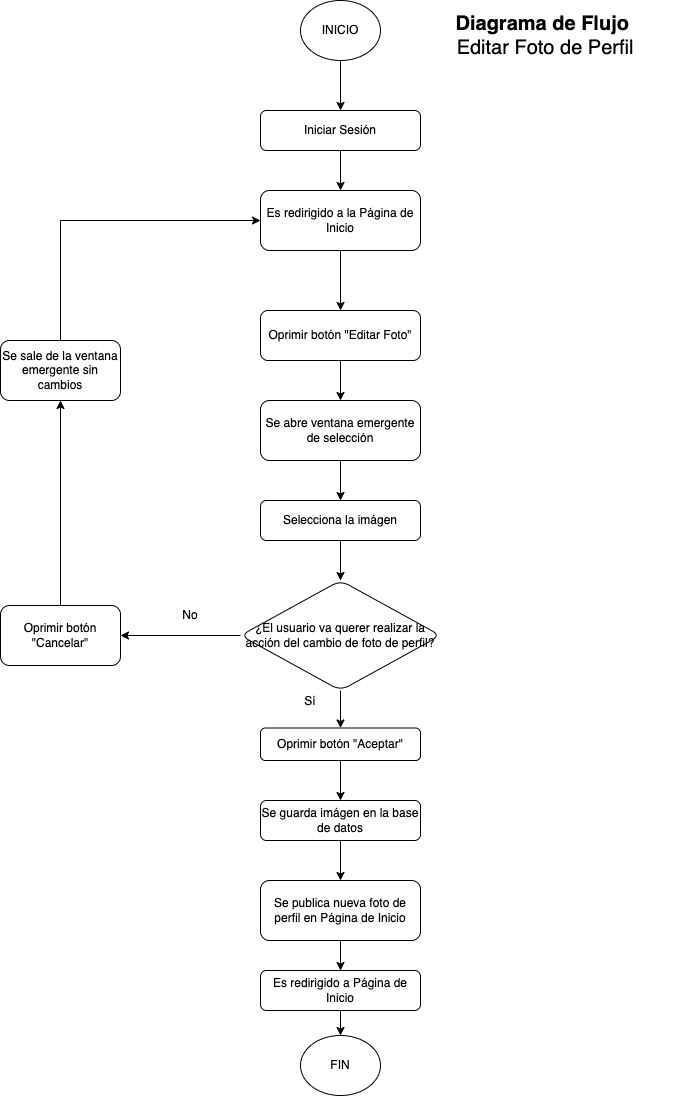 INICIO
Diagrama de Flujo
Editar Foto de Perfil
Iniciar Sesión
Es redirigido a la Página de
Inicio
Oprimir botón "Editar Foto"
Se sale de la ventana
emergente sin
cambios
Se abre ventana emergente
de selección
Selecciona la imágen
¿El usuario va querer realizar la
acción del cambio de foto de perfil?
No
Oprimir botón
"Cancelar"
Sí
Oprimir botón "Aceptar"
Se guarda imágen en la base
de datos
Se publica nueva foto de
perfil en Página de Inicio
Es redirigido a Página de
Inicio
FIN